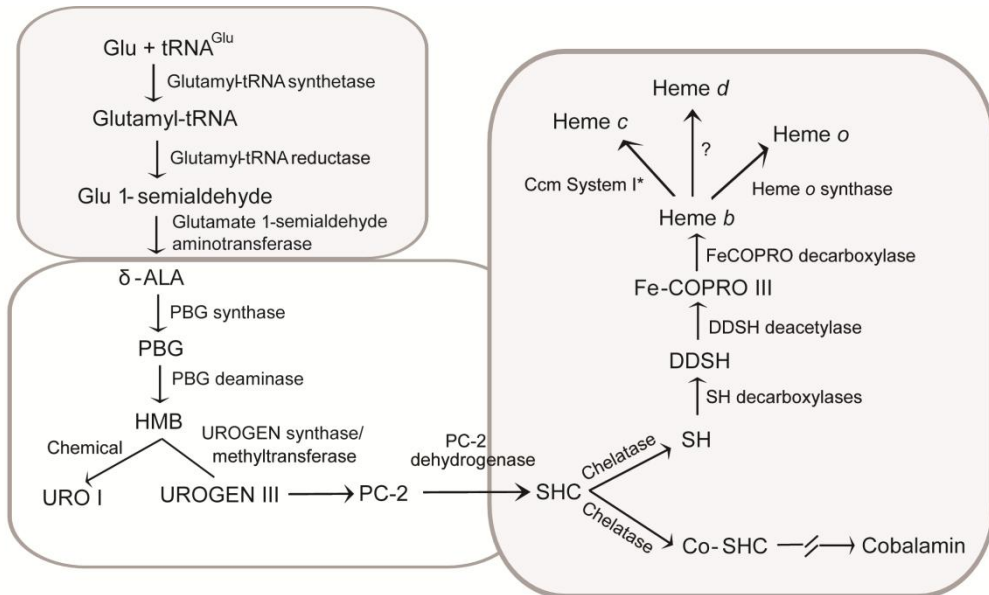 Glu + tRNA^Glu
Glutamyl-tRNA synthetase
Glutamyl-tRNA
Glutamyl-tRNA reductase
Glu 1-semialdehyde
Glutamate 1-semialdehyde
aminotransferase
δ-ALA
PBG synthase
PBG
PBG deaminase
HMB
Chemical
UROGEN synthase/
methyltransferase
URO I
UROGEN III
PC-2
PC-2
dehydrogenase
SHC
Chelatase
SH
Chelatase
Co-SHC
Cobalamin
SH decarboxylases
DDSH
DDSH deacetylase
Fe-COPRO III
FeCOPRO decarboxylase
Heme b
Ccm System I*
?
Heme o synthase
Heme c
Heme d
Heme o